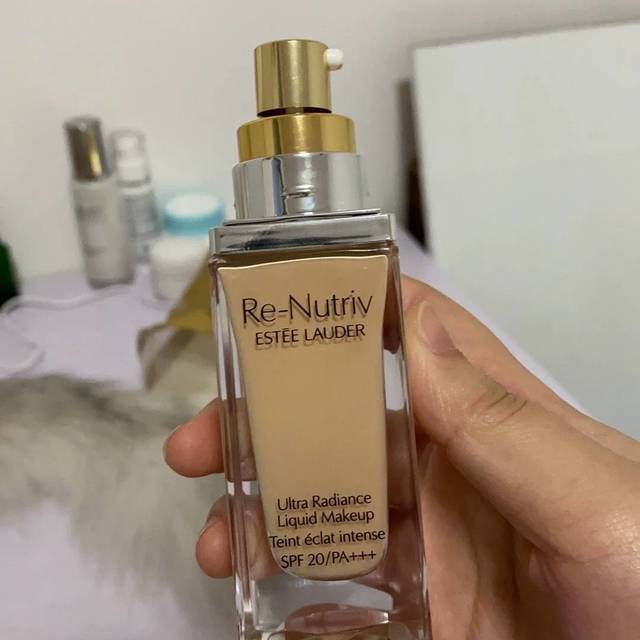 Re-Nutriv
ESTĒE LAUDER
Ultra Radiance
Liquid Makeup
Teint éclat intense
SPF 20/PA+++